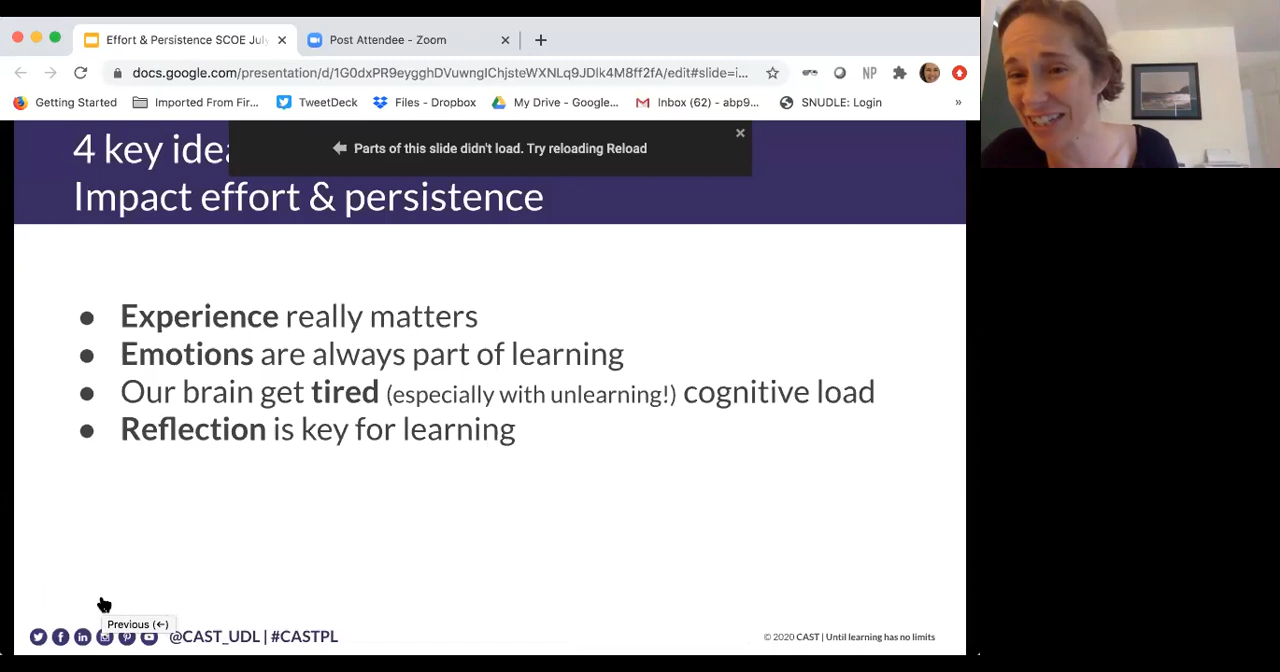 Effort & Persistence SCOE July
Post Attendee - Zoom
docs.google.com/presentation/d/1G0dxPR9eygghDVuwngIChjsteWXNLq9JDlk4M8ff2fA/edit#slide=i...
NP
Getting Started
Imported From Fir...
TweetDeck
Files - Dropbox
My Drive - Google...
Inbox (62) - abp9...
SNUDLE: Login
»
4 key idea
Parts of this slide didn't load. Try reloading Reload
Impact effort & persistence
● Experience really matters
● Emotions are always part of learning
● Our brain get tired (especially with unlearning!) cognitive load
● Reflection is key for learning
Previous (←)
@CAST_UDL | #CASTPL
© 2020 CAST | Until learning has no limits